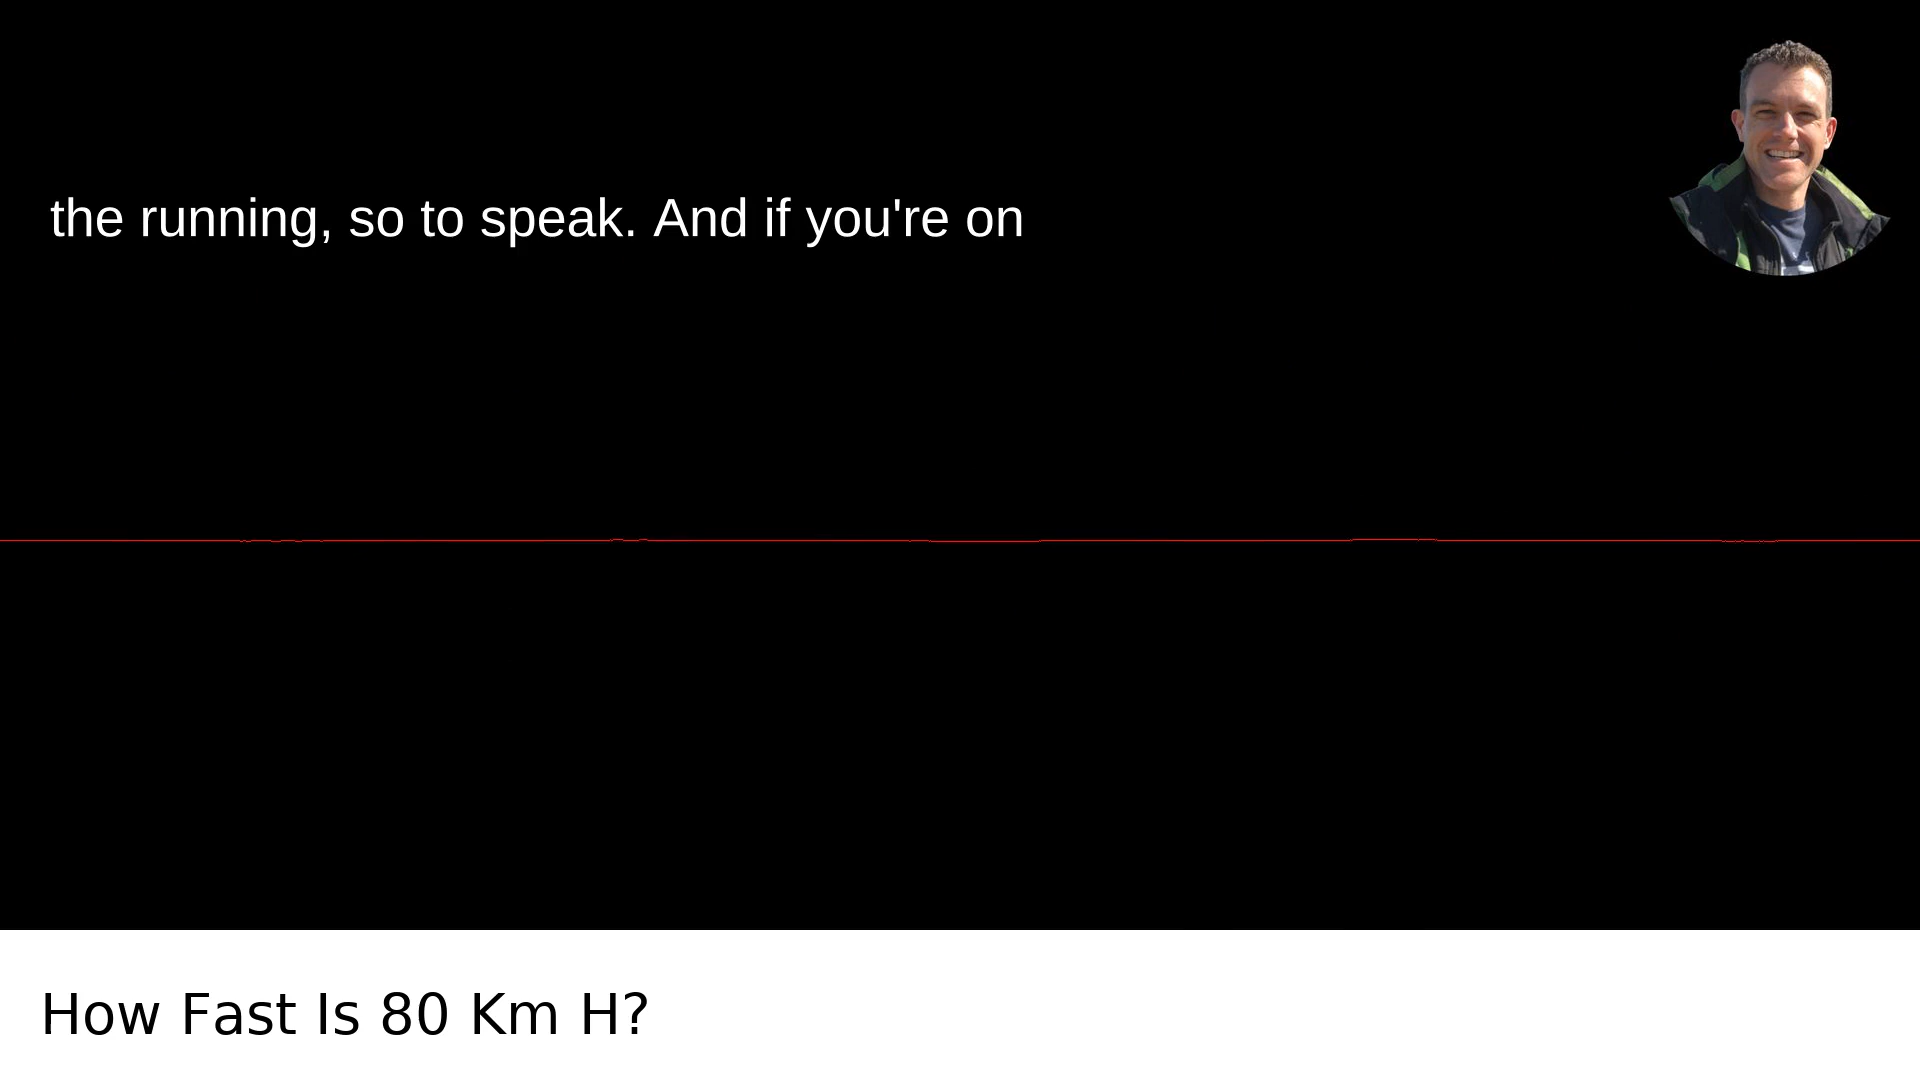 the running, so to speak. And if you're on
How Fast Is 80 Km H?